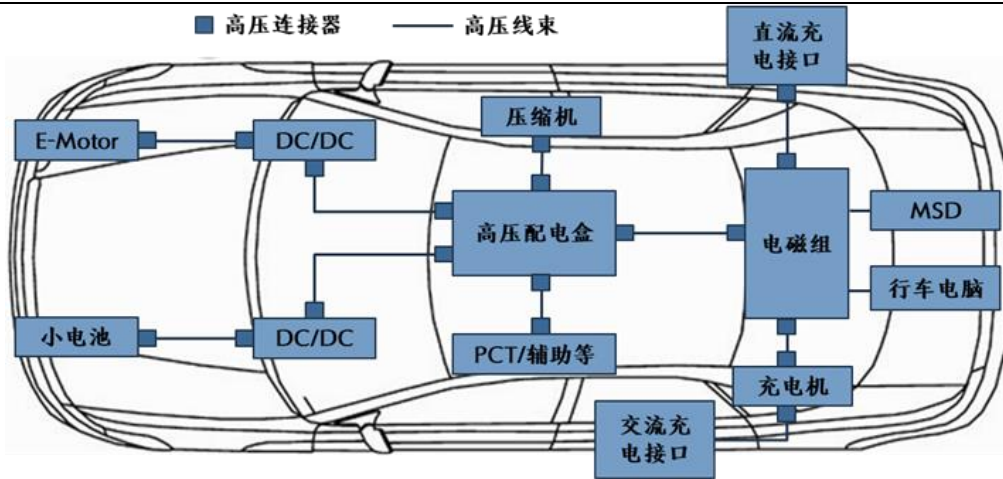 高压连接器
高压线束
直流充
电接口
压缩机
E-Motor
DC/DC
高压配电盒
电磁组
MSD
行车电脑
小电池
DC/DC
PCT/辅助等
充电机
交流充
电接口